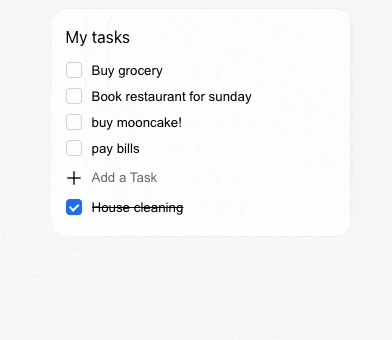 My tasks
Buy grocery
Book restaurant for sunday
buy mooncake!
pay bills
Add a Task
House cleaning